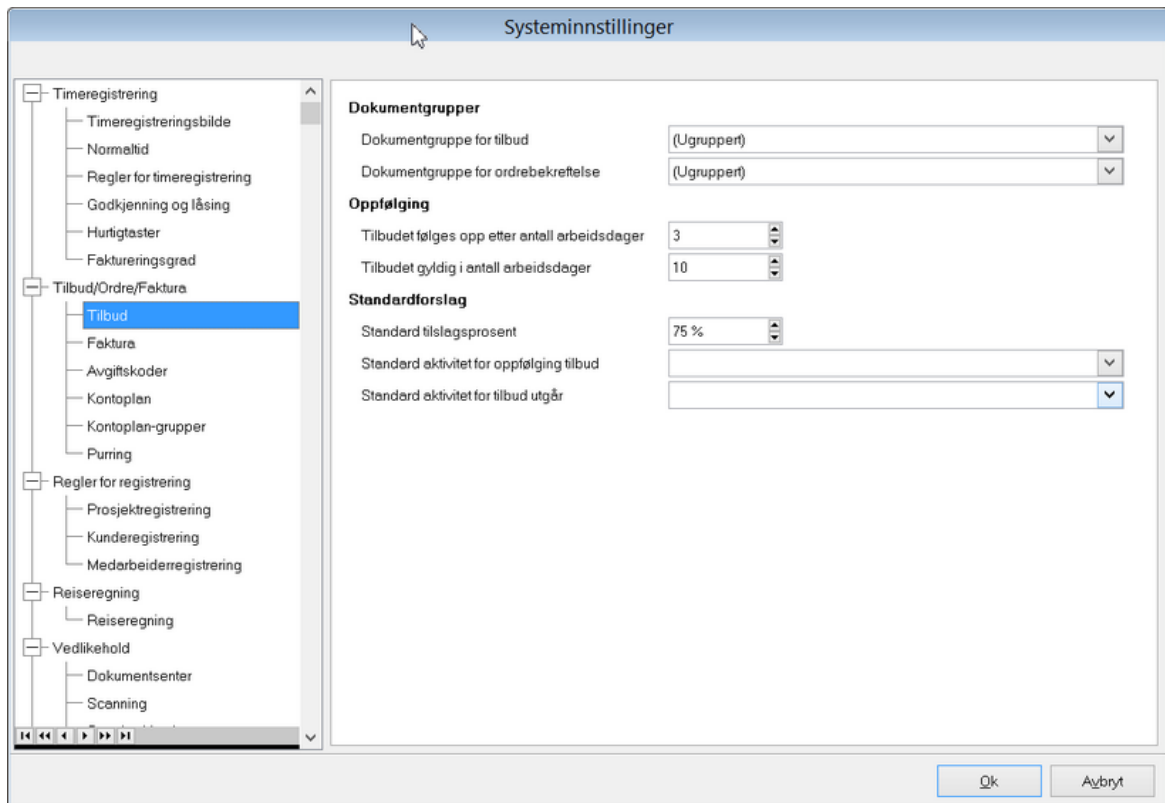 Systeminnstillinger
Timeregistrering
Timeregistreringsbilde
Normaltid
Regler for timeregistrering
Godkjenning og låsing
Hurtigtaster
Faktureringsgrad
Tilbud/Ordre/Faktura
Tilbud
Faktura
Avgiftskoder
Kontoplan
Kontoplan-grupper
Purring
Regler for registrering
Prosjektregistrering
Kunderegistrering
Medarbeiderregistrering
Reiseregning
Reiseregning
Vedlikehold
Dokumentsenter
Scanning
Dokumentgrupper
Dokumentgruppe for tilbud (Ugruppert)
Dokumentgruppe for ordrebekreftelse (Ugruppert)
Oppfølging
Tilbudet følges opp etter antall arbeidsdager 3
Tilbudet gyldig i antall arbeidsdager 10
Standardforslag
Standard tilslagsprosent 75 %
Standard aktivitet for oppfølging tilbud
Standard aktivitet for tilbud utgår
Ok Avbryt